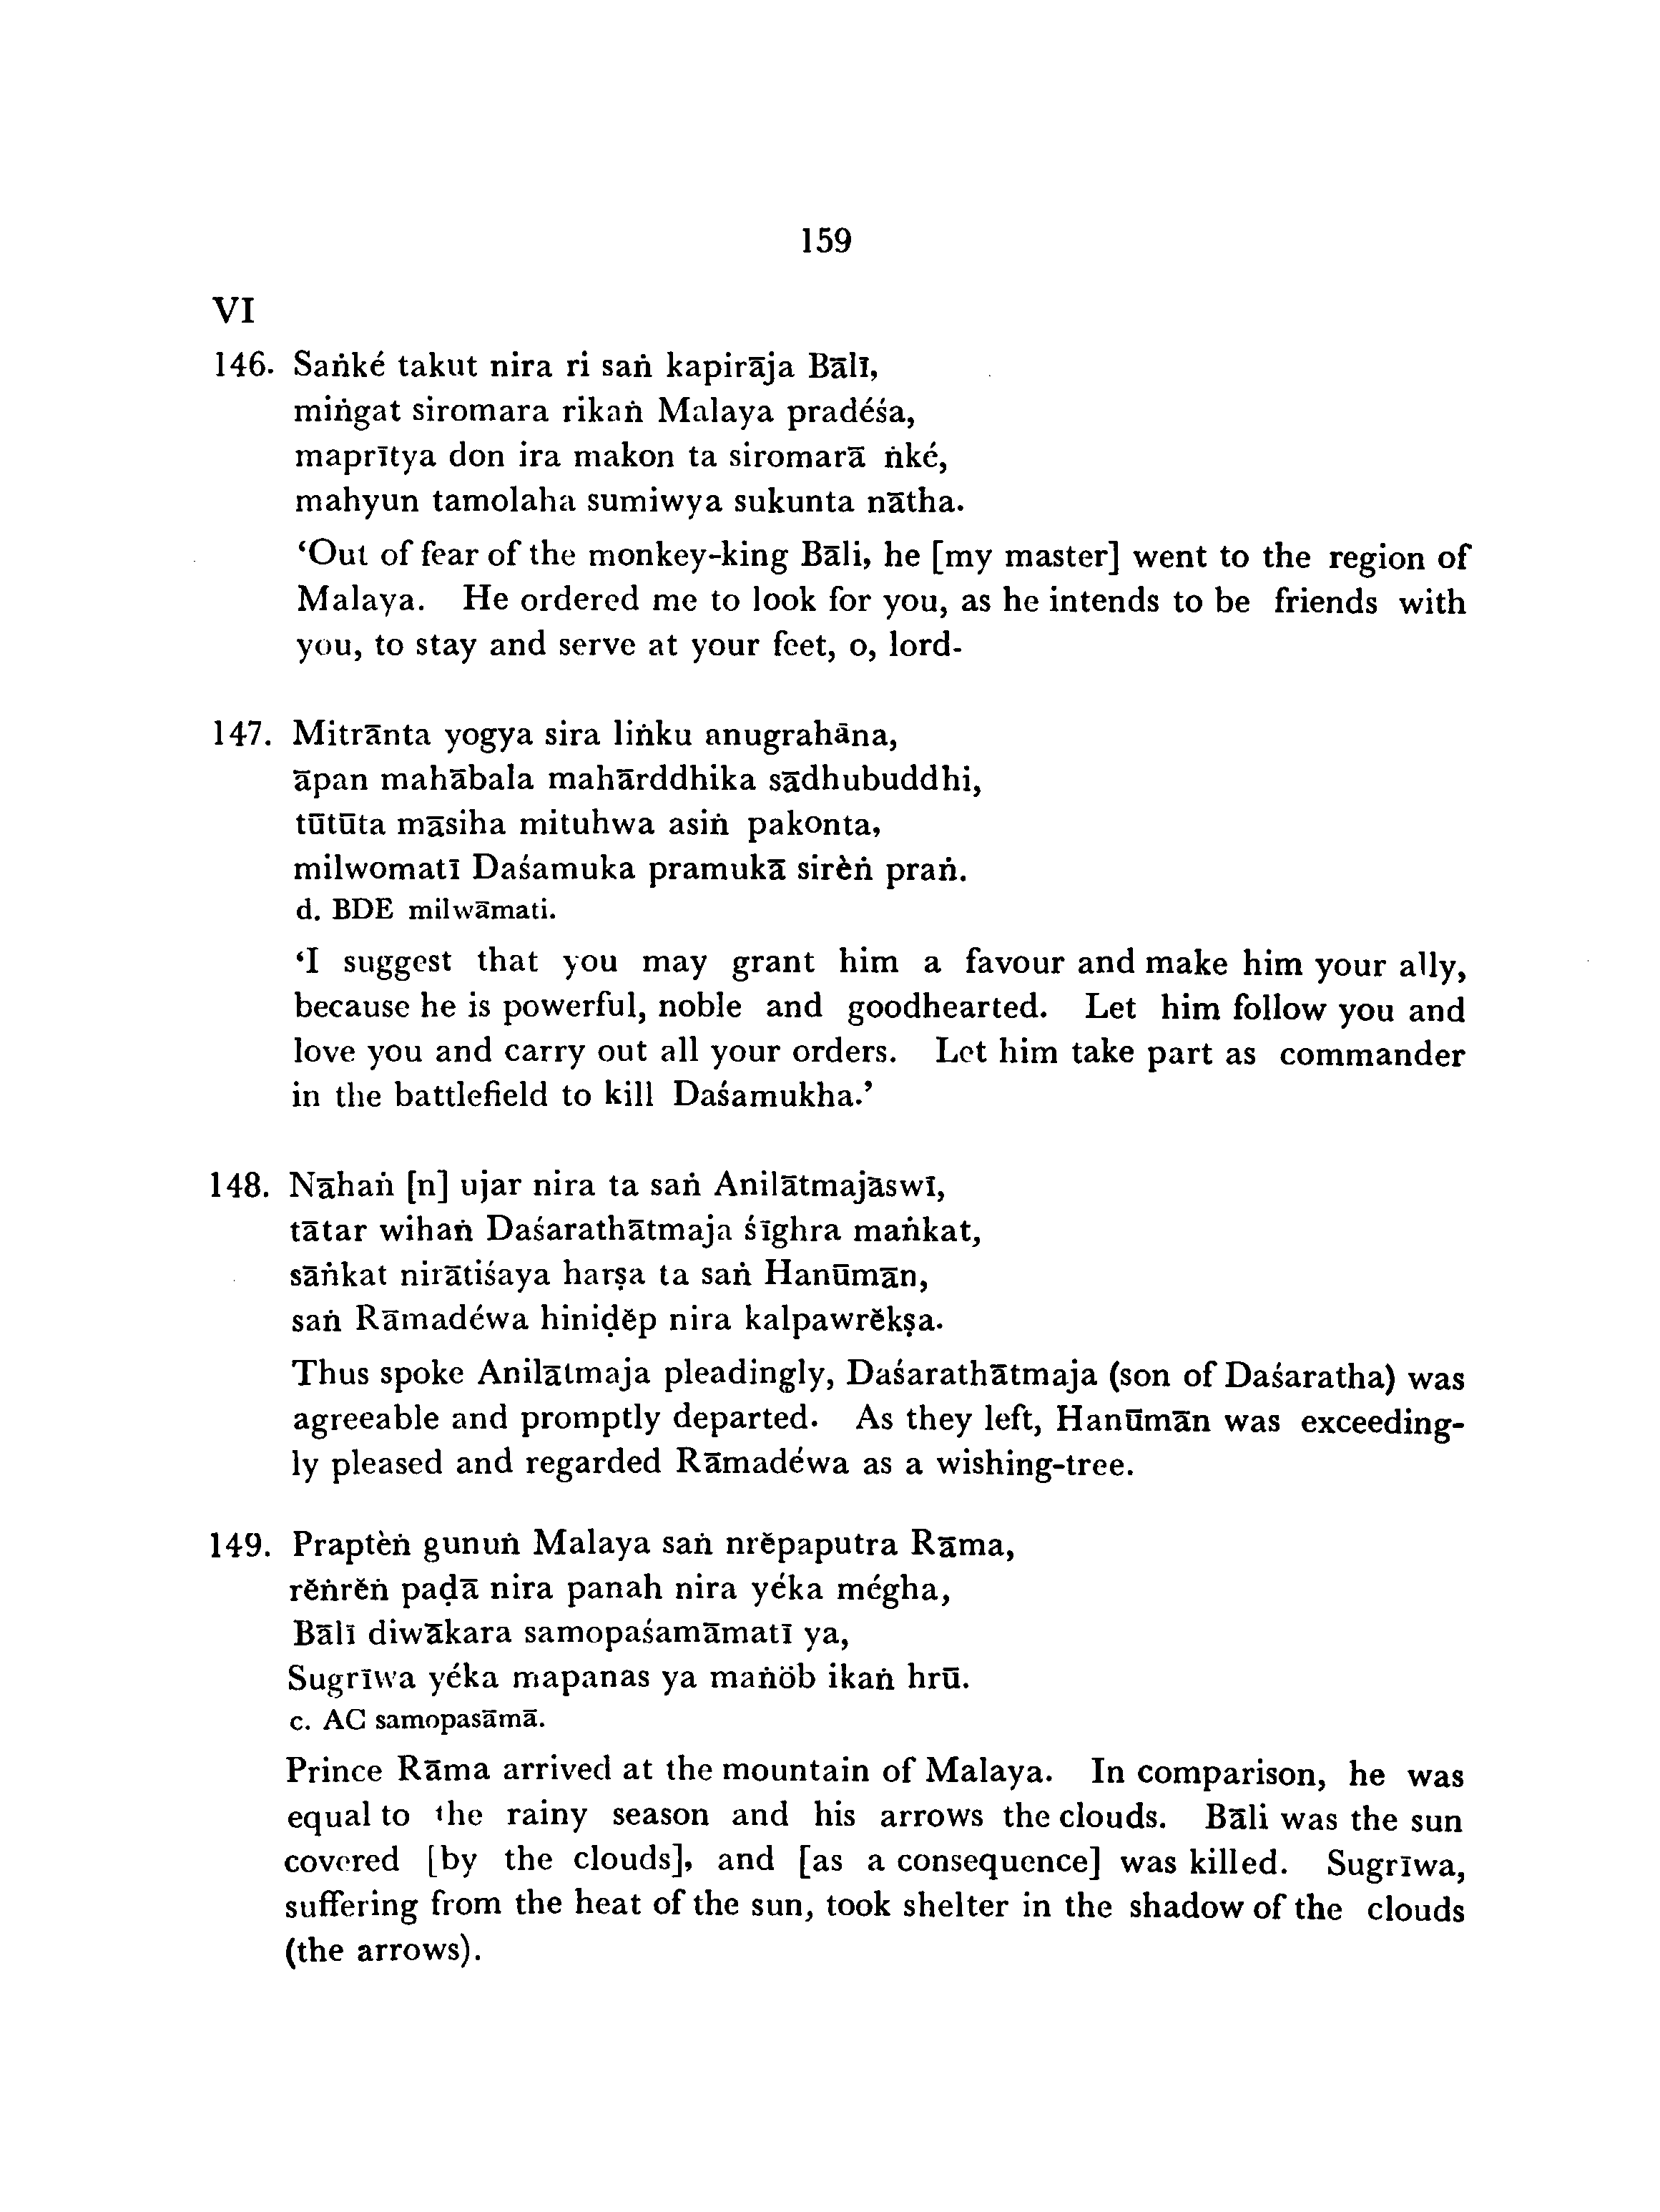 159
VI
146. Saṅké takut nira ri saṅ kapirāja Bālī,
miṅgat siromara rikaṅ Malaya pradéśa,
maprītya don ira makon ta siromarā ṅké,
mahyun tamolaha sumiwya sukunta nātha.
‘Out of fear of the monkey-king Bāli, he [my master] went to the region of
Malaya. He ordered me to look for you, as he intends to be friends with
you, to stay and serve at your feet, o, lord-
147. Mitrānta yogya sira liṅku anugrahāna,
āpan mahābala mahārddhika sādhubuddhi,
tūtūta māsiha mituhwa asiṅ pakonta,
milwomatī Daśamuka pramukā sirèṅ praṅ.
d. BDE milwāmati.
‘I suggest that you may grant him a favour and make him your ally,
because he is powerful, noble and goodhearted. Let him follow you and
love you and carry out all your orders. Let him take part as commander
in the battlefield to kill Daśamukha.’
148. Nāhaṅ [n] ujar nira ta saṅ Anilātmajāswī,
tātar wihaṅ Daśarathātmaja śīghra maṅkat,
sāṅkat nirātiśaya harṣa ta saṅ Hanūmān,
saṅ Rāmadéwa hiniḍĕp nira kalpawrĕkṣa.
Thus spoke Anilātmaja pleadingly, Daśarathātmaja (son of Daśaratha) was
agreeable and promptly departed. As they left, Hanūmān was exceeding-
ly pleased and regarded Rāmadéwa as a wishing-tree.
149. Praptèṅ gunuṅ Malaya saṅ nrĕpaputra Rāma,
rĕṅrĕṅ paḍā nira panah nira yéka mégha,
Bālī diwākara samopaśamāmatī ya,
Sugrīwa yéka mapanas ya maṅöb ikaṅ hrū.
c. AC samopasāmā.
Prince Rāma arrived at the mountain of Malaya. In comparison, he was
equal to the rainy season and his arrows the clouds. Bāli was the sun
covered [by the clouds], and [as a consequence] was killed. Sugrīwa,
suffering from the heat of the sun, took shelter in the shadow of the clouds
(the arrows).